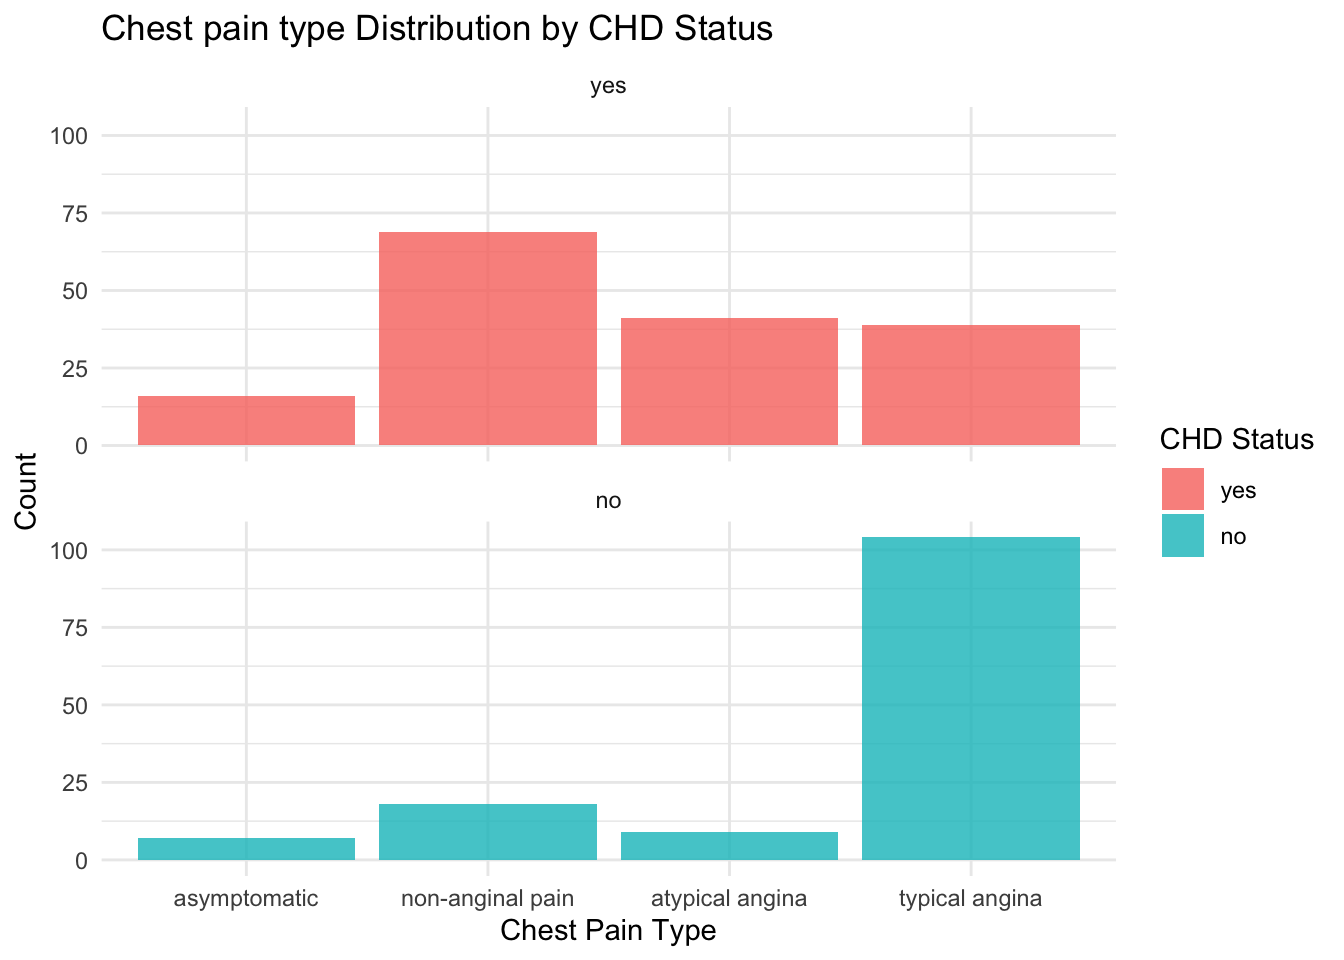 Chest pain type Distribution by CHD Status
yes
100
75
50
25
0
Count
no
100
75
50
25
0
asymptomatic non-anginal pain atypical angina typical angina
Chest Pain Type
CHD Status
yes
no